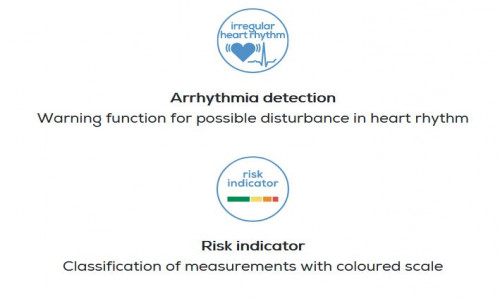 irregular
heart rhythm
Arrhythmia detection
Warning function for possible disturbance in heart rhythm
risk
indicator
Risk indicator
Classification of measurements with coloured scale